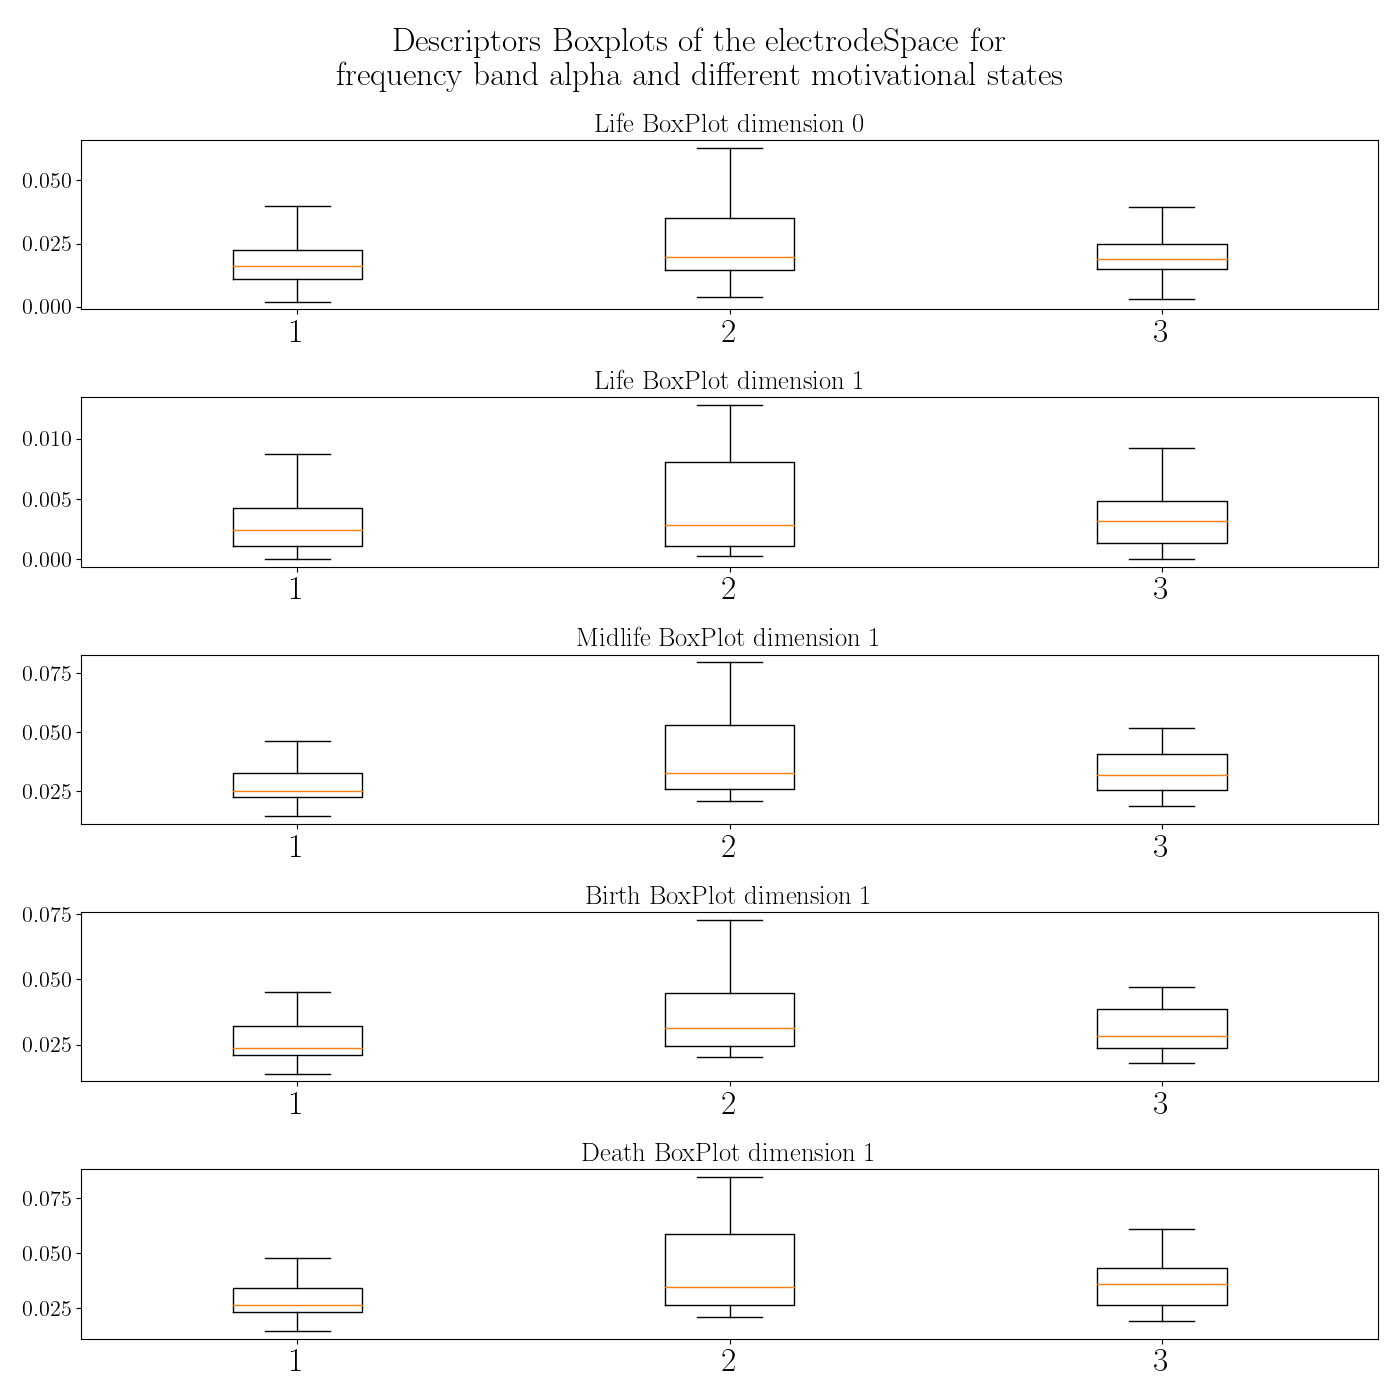 Descriptors Boxplots of the electrodeSpace for
frequency band alpha and different motivational states
Life BoxPlot dimension 0
0.050
0.025
0.000
1 2 3
Life BoxPlot dimension 1
0.010
0.005
0.000
1 2 3
Midlife BoxPlot dimension 1
0.075
0.050
0.025
1 2 3
Birth BoxPlot dimension 1
0.075
0.050
0.025
1 2 3
Death BoxPlot dimension 1
0.075
0.050
0.025
1 2 3